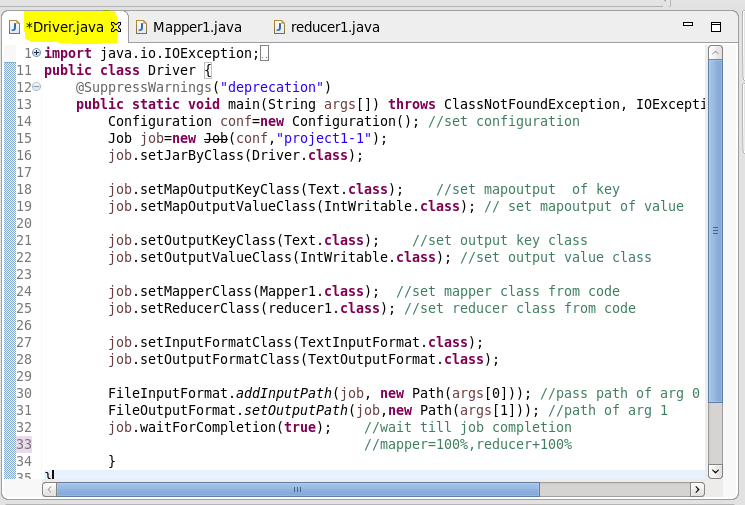 *Driver.java Mapper1.java reducer1.java
1 import java.io.IOException;
11 public class Driver {
12 @SuppressWarnings("deprecation")
13 public static void main(String args[]) throws ClassNotFoundException, IOExcepti
14 Configuration conf=new Configuration(); //set configuration
15 Job job=new Job(conf,"project1-1");
16 job.setJarByClass(Driver.class);
17
18 job.setMapOutputKeyClass(Text.class); //set mapoutput of key
19 job.setMapOutputValueClass(IntWritable.class); // set mapoutput of value
20
21 job.setOutputKeyClass(Text.class); //set output key class
22 job.setOutputValueClass(IntWritable.class); //set output value class
23
24 job.setMapperClass(Mapper1.class); //set mapper class from code
25 job.setReducerClass(reducer1.class); //set reducer class from code
26
27 job.setInputFormatClass(TextInputFormat.class);
28 job.setOutputFormatClass(TextOutputFormat.class);
29
30 FileInputFormat.addInputPath(job, new Path(args[0])); //pass path of arg 0
31 FileOutputFormat.setOutputPath(job,new Path(args[1])); //path of arg 1
32 job.waitForCompletion(true); //wait till job completion
33 //mapper=100%,reducer+100%
34 }
35 }